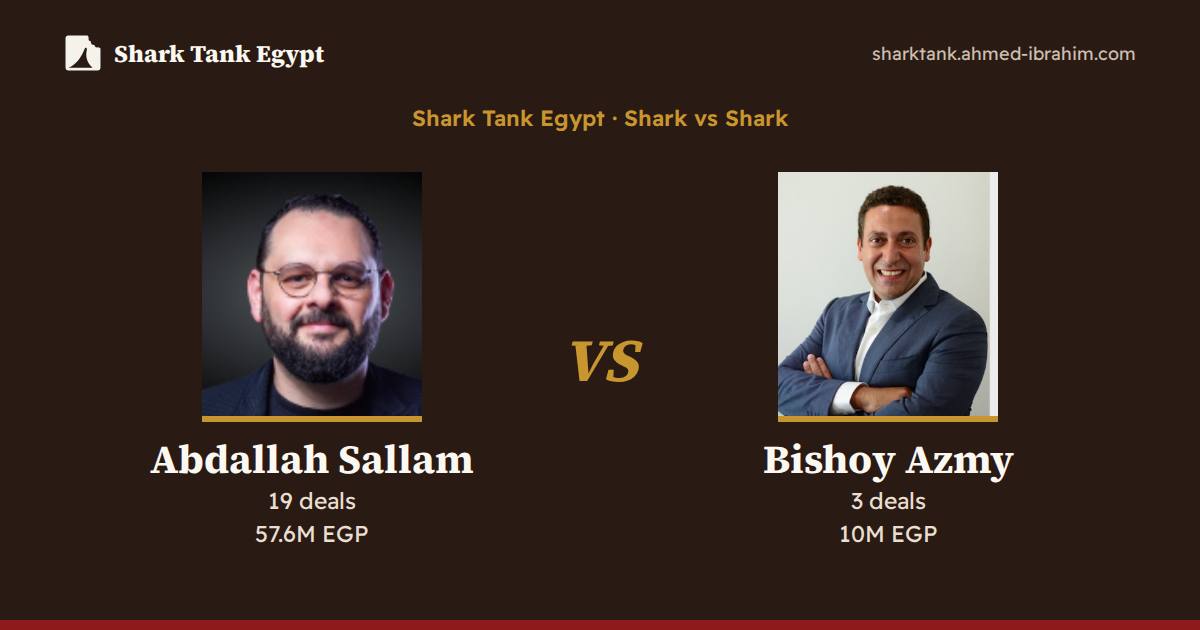 Shark Tank Egypt
sharktank.ahmed-ibrahim.com
Shark Tank Egypt · Shark vs Shark
VS
Abdallah Sallam
19 deals
57.6M EGP
Bishoy Azmy
3 deals
10M EGP